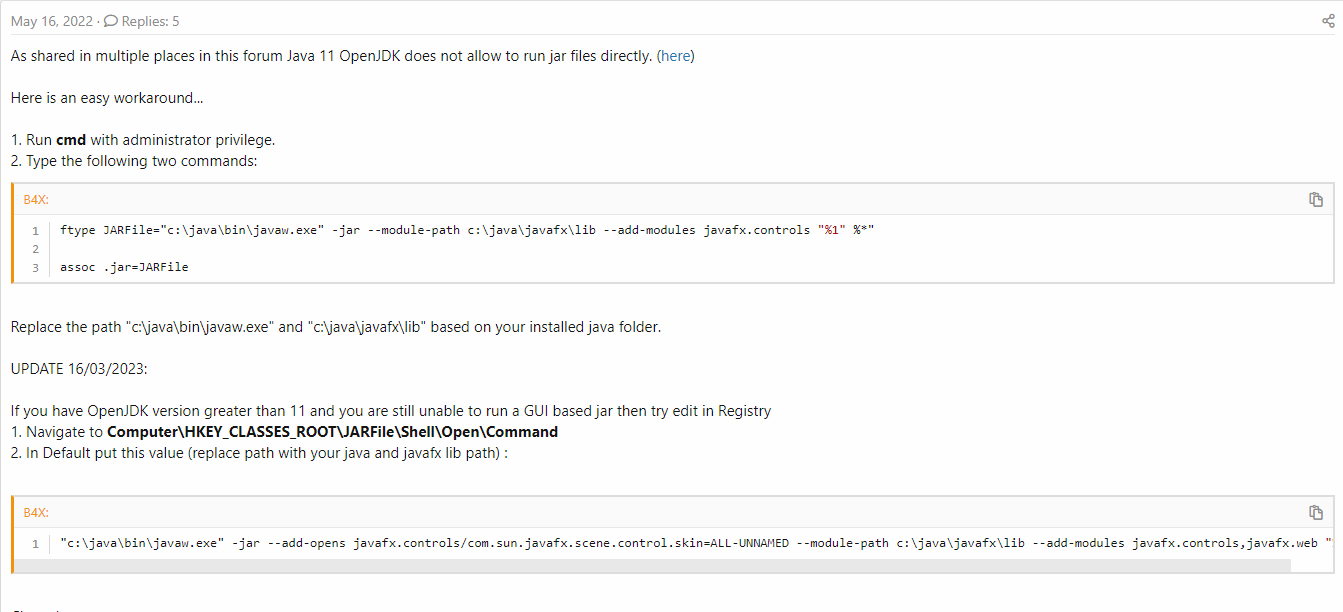 May 16, 2022 · Replies: 5
As shared in multiple places in this forum Java 11 OpenJDK does not allow to run jar files directly. (here)
Here is an easy workaround...
1. Run cmd with administrator privilege.
2. Type the following two commands:
B4X:
1 ftype JARFile="c:\java\bin\javaw.exe" -jar --module-path c:\java\javafx\lib --add-modules javafx.controls "%1" %*"
2
3 assoc .jar=JARFile
Replace the path "c:\java\bin\javaw.exe" and "c:\java\javafx\lib" based on your installed java folder.
UPDATE 16/03/2023:
If you have OpenJDK version greater than 11 and you are still unable to run a GUI based jar then try edit in Registry
1. Navigate to Computer\HKEY_CLASSES_ROOT\JARFile\Shell\Open\Command
2. In Default put this value (replace path with your java and javafx lib path) :
B4X:
1 "c:\java\bin\javaw.exe" -jar --add-opens javafx.controls/com.sun.javafx.scene.control.skin=ALL-UNNAMED --module-path c:\java\javafx\lib --add-modules javafx.controls,javafx.web "